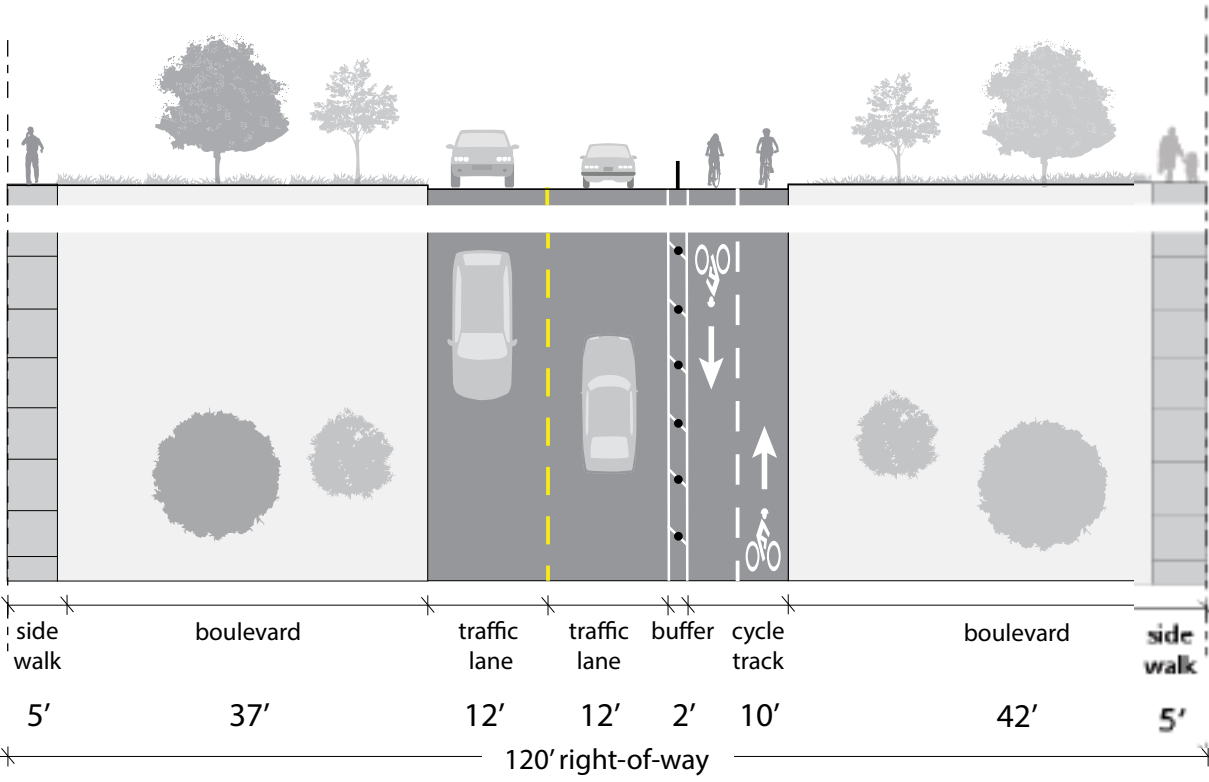 side
walk
boulevard
traffic
lane
traffic
lane
buffer
cycle
track
boulevard
side
walk
5’
37’
12’
12’
2’
10’
42’
5’
120’ right-of-way